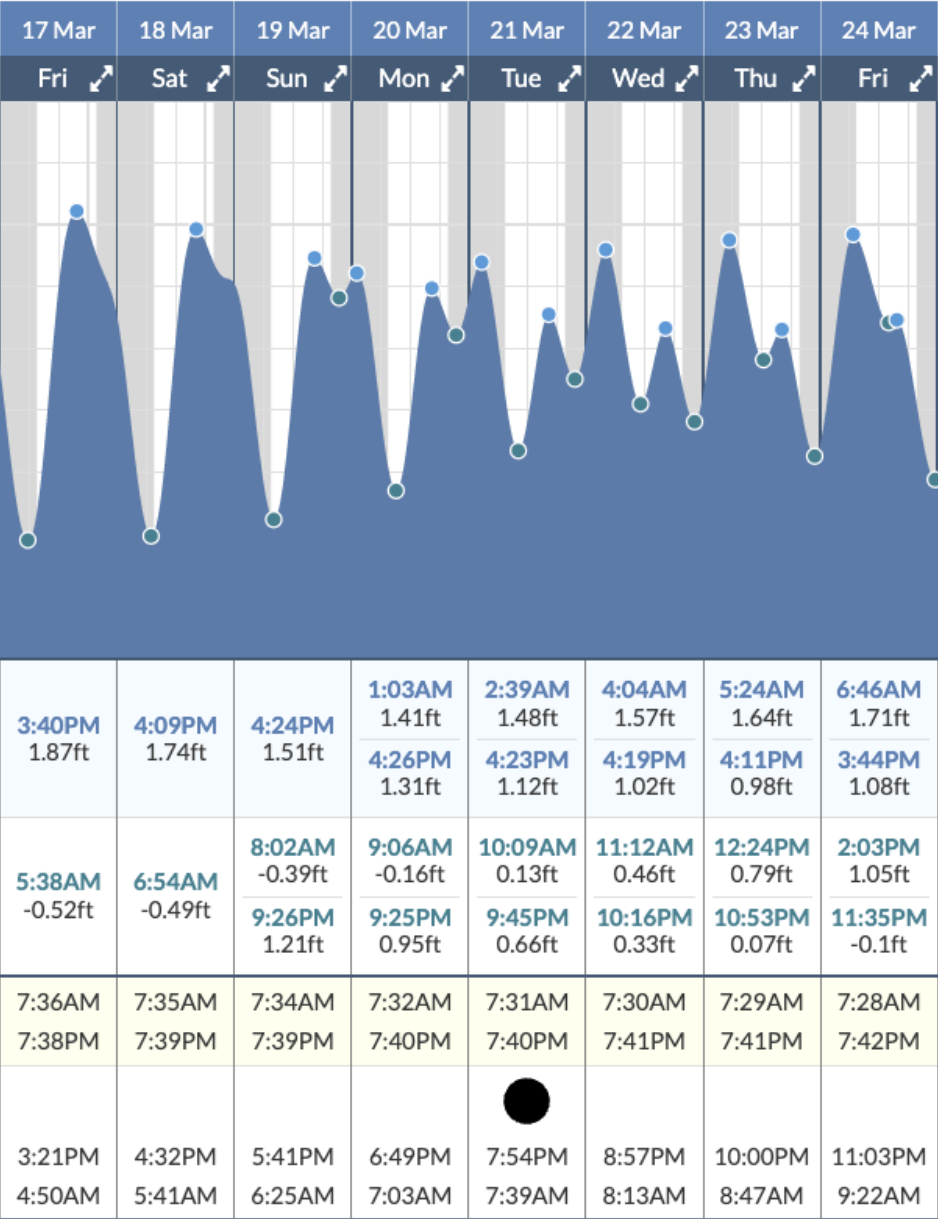 17 Mar 18 Mar 19 Mar 20 Mar 21 Mar 22 Mar 23 Mar 24 Mar
Fri Sat Sun Mon Tue Wed Thu Fri
1:03AM 2:39AM 4:04AM 5:24AM 6:46AM
3:40PM 4:09PM 4:24PM 1.41ft 1.48ft 1.57ft 1.64ft 1.71ft
1.87ft 1.74ft 1.51ft 4:26PM 4:23PM 4:19PM 4:11PM 3:44PM
1.31ft 1.12ft 1.02ft 0.98ft 1.08ft
8:02AM 9:06AM 10:09AM 11:12AM 12:24PM 2:03PM
5:38AM 6:54AM -0.39ft -0.16ft 0.13ft 0.46ft 0.79ft 1.05ft
-0.52ft -0.49ft 9:26PM 9:25PM 9:45PM 10:16PM 10:53PM 11:35PM
1.21ft 0.95ft 0.66ft 0.33ft 0.07ft -0.1ft
7:36AM 7:35AM 7:34AM 7:32AM 7:31AM 7:30AM 7:29AM 7:28AM
7:38PM 7:39PM 7:39PM 7:40PM 7:40PM 7:41PM 7:41PM 7:42PM
3:21PM 4:32PM 5:41PM 6:49PM 7:54PM 8:57PM 10:00PM 11:03PM
4:50AM 5:41AM 6:25AM 7:03AM 7:39AM 8:13AM 8:47AM 9:22AM